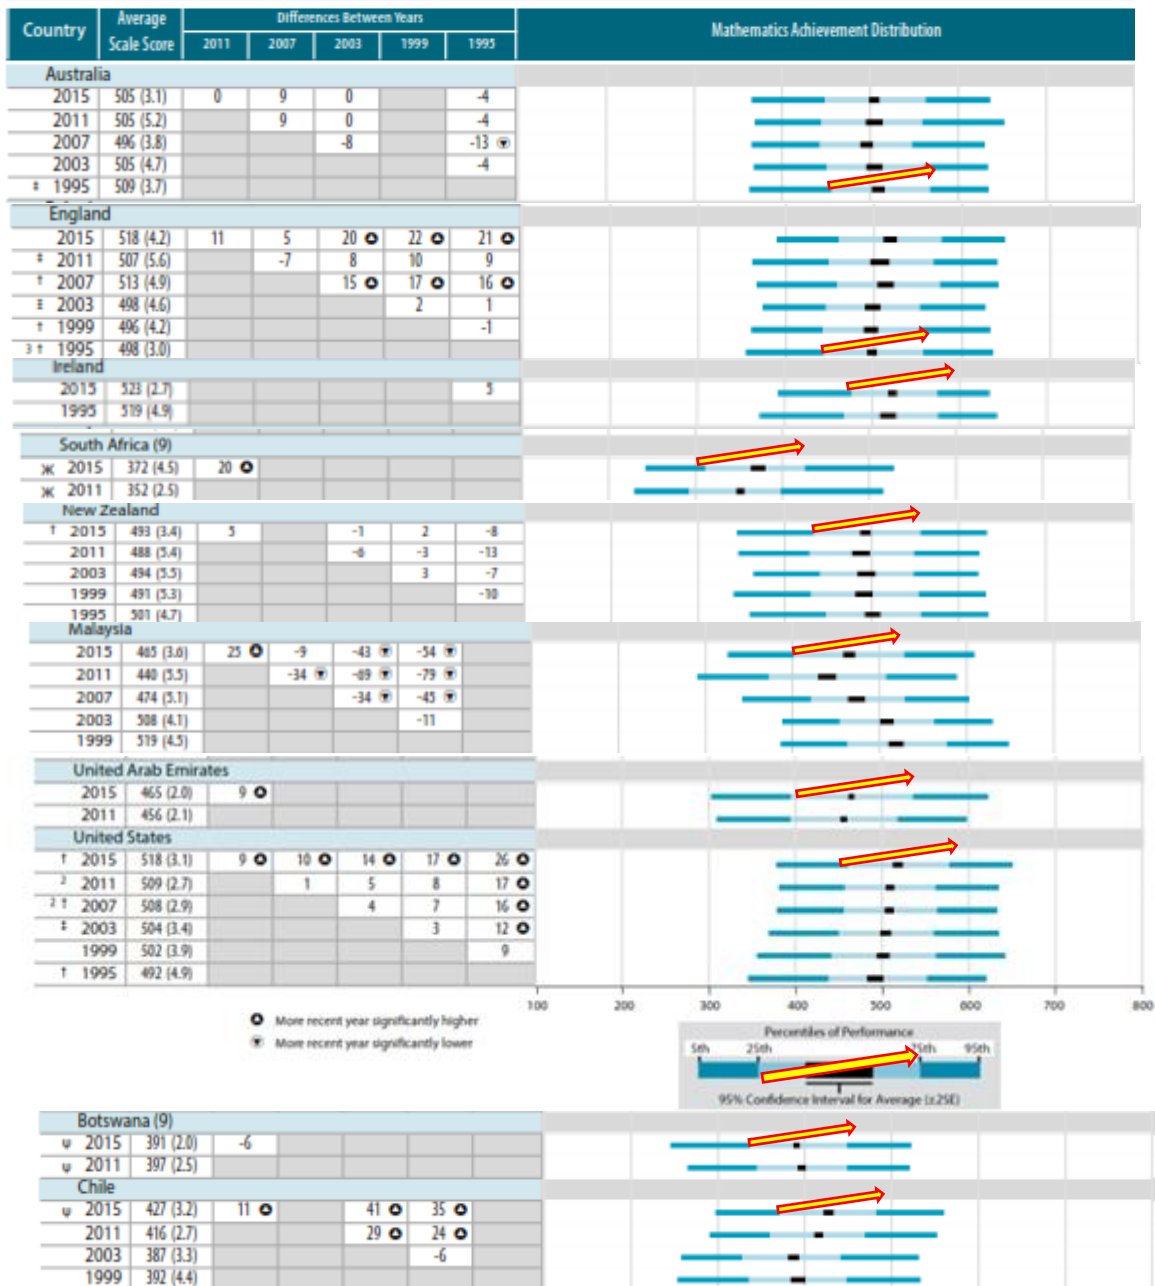 Country Average Scale Score Differences Between Years Mathematics Achievement Distribution
2011 2007 2003 1999 1995
Australia
2015 505 (3.1) 0 9 0 -4
2011 505 (5.2) 9 0 -4
2007 496 (3.8) -8 -13
2003 505 (4.7) -4
‡ 1995 509 (3.7)
England
2015 518 (4.2) 11 5 20 22 21
‡ 2011 507 (5.6) -7 8 10 9
† 2007 513 (4.9) 15 17 16
‡ 2003 498 (4.6) 2 1
† 1999 496 (4.2) -1
3 † 1995 498 (3.0)
Ireland
2015 523 (2.7) 5
1995 519 (4.9)
South Africa (9)
Ж 2015 372 (4.5) 20
Ж 2011 352 (2.5)
New Zealand
† 2015 493 (3.4) 5 -1 2 -8
2011 488 (5.4) -6 -3 -13
2003 494 (5.5) 3 -7
1999 491 (5.3) -10
1995 501 (4.7)
Malaysia
2015 465 (3.6) 25 -9 -43 -54
2011 440 (5.5) -34 -69 -79
2007 474 (5.1) -34 -45
2003 508 (4.1) -11
1999 519 (4.5)
United Arab Emirates
2015 465 (2.0) 9
2011 456 (2.1)
United States
† 2015 518 (3.1) 9 10 14 17 26
2 2011 509 (2.7) 1 5 8 17
2 † 2007 508 (2.9) 4 7 16
‡ 2003 504 (3.4) 3 12
1999 502 (3.9) 9
† 1995 492 (4.9)
100 200 300 400 500 600 700 800
More recent year significantly higher
More recent year significantly lower
Percentiles of Performance
5th 25th 75th 95th
95% Confidence Interval for Average (±2SE)
Botswana (9)
ψ 2015 391 (2.0) -6
ψ 2011 397 (2.5)
Chile
ψ 2015 427 (3.2) 11 41 35
2011 416 (2.7) 29 24
2003 387 (3.3) -6
1999 392 (4.4)